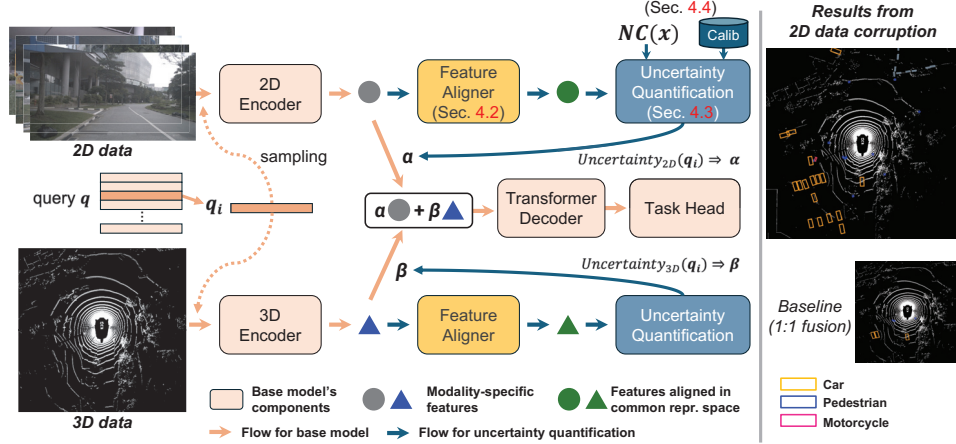 (Sec. 4.4)
NC(x)
Calib
2D
Encoder
Feature
Aligner
(Sec. 4.2)
Uncertainty
Quantification
(Sec. 4.3)
2D data
sampling
α
Uncertainty2D(qi) ⇒ α
query q
qi
⋮
α + β
Transformer
Decoder
Task Head
β
Uncertainty3D(qi) ⇒ β
3D
Encoder
Feature
Aligner
Uncertainty
Quantification
3D data
Base model's
components
Modality-specific
features
Features aligned in
common repr. space
Flow for base model
Flow for uncertainty quantification
Results from
2D data corruption
Baseline
(1:1 fusion)
Car
Pedestrian
Motorcycle